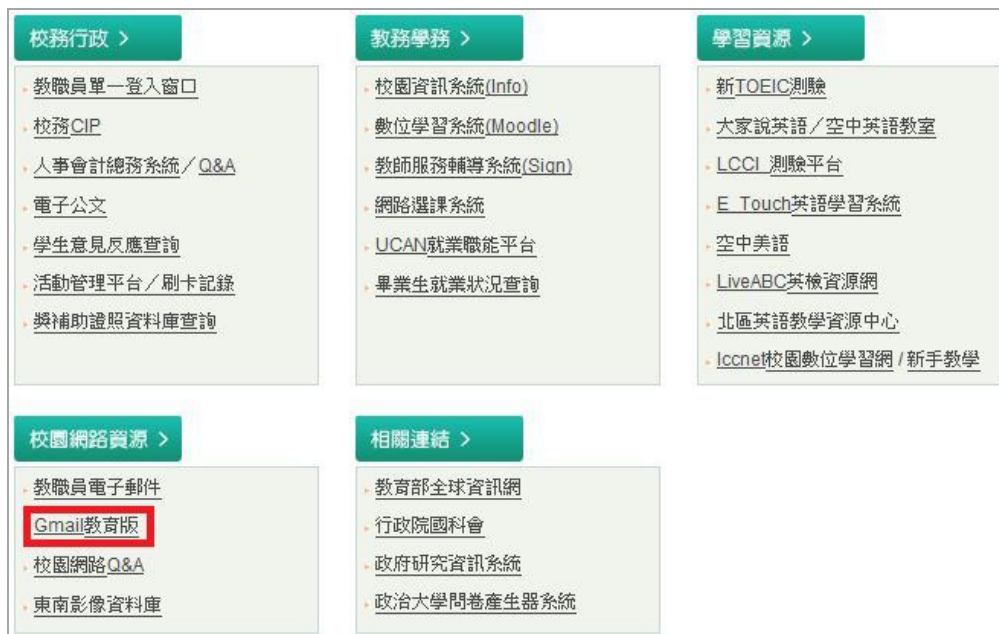 校務行政 >
教職員單一登入窗口
校務CIP
人事會計總務系統／Q&A
電子公文
學生意見反應查詢
活動管理平台／刷卡記錄
獎補助證照資料庫查詢
教務學務 >
校園資訊系統(Info)
數位學習系統(Moodle)
教師服務輔導系統(Sign)
網路選課系統
UCAN就業職能平台
畢業生就業狀況查詢
學習資源 >
新TOEIC測驗
大家說英語／空中英語教室
LCCI 測驗平台
E Touch英語學習系統
空中美語
LiveABC英檢資源網
北區英語教學資源中心
Iccnet校園數位學習網 / 新手教學
校園網路資源 >
教職員電子郵件
Gmail教育版
校園網路Q&A
東南影像資料庫
相關連結 >
教育部全球資訊網
行政院國科會
政府研究資訊系統
政治大學問卷產生器系統